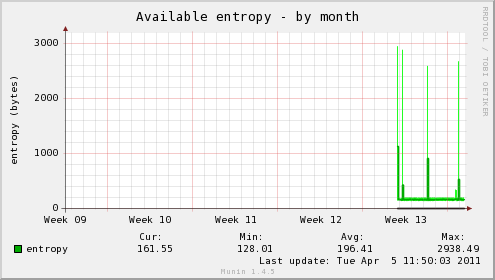 Available entropy - by month
RRDTOOL / TOBI OETIKER
entropy (bytes)
3000
2000
1000
0
Week 09 Week 10 Week 11 Week 12 Week 13
Cur: Min: Avg: Max:
entropy 161.55 128.01 196.41 2938.49
Last update: Tue Apr 5 11:50:03 2011
Munin 1.4.5